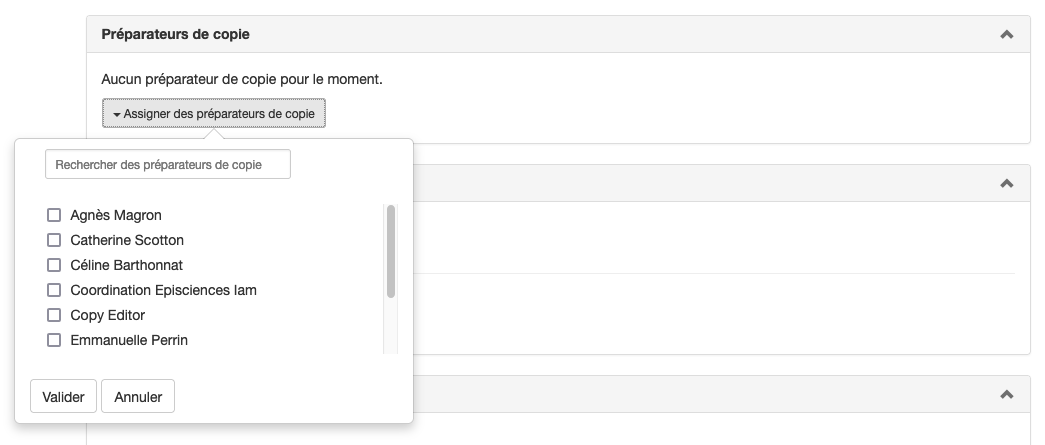 Préparateurs de copie
Aucun préparateur de copie pour le moment.
Assigner des préparateurs de copie
Rechercher des préparateurs de copie
Agnès Magron
Catherine Scotton
Céline Barthonnat
Coordination Episciences Iam
Copy Editor
Emmanuelle Perrin
Valider Annuler